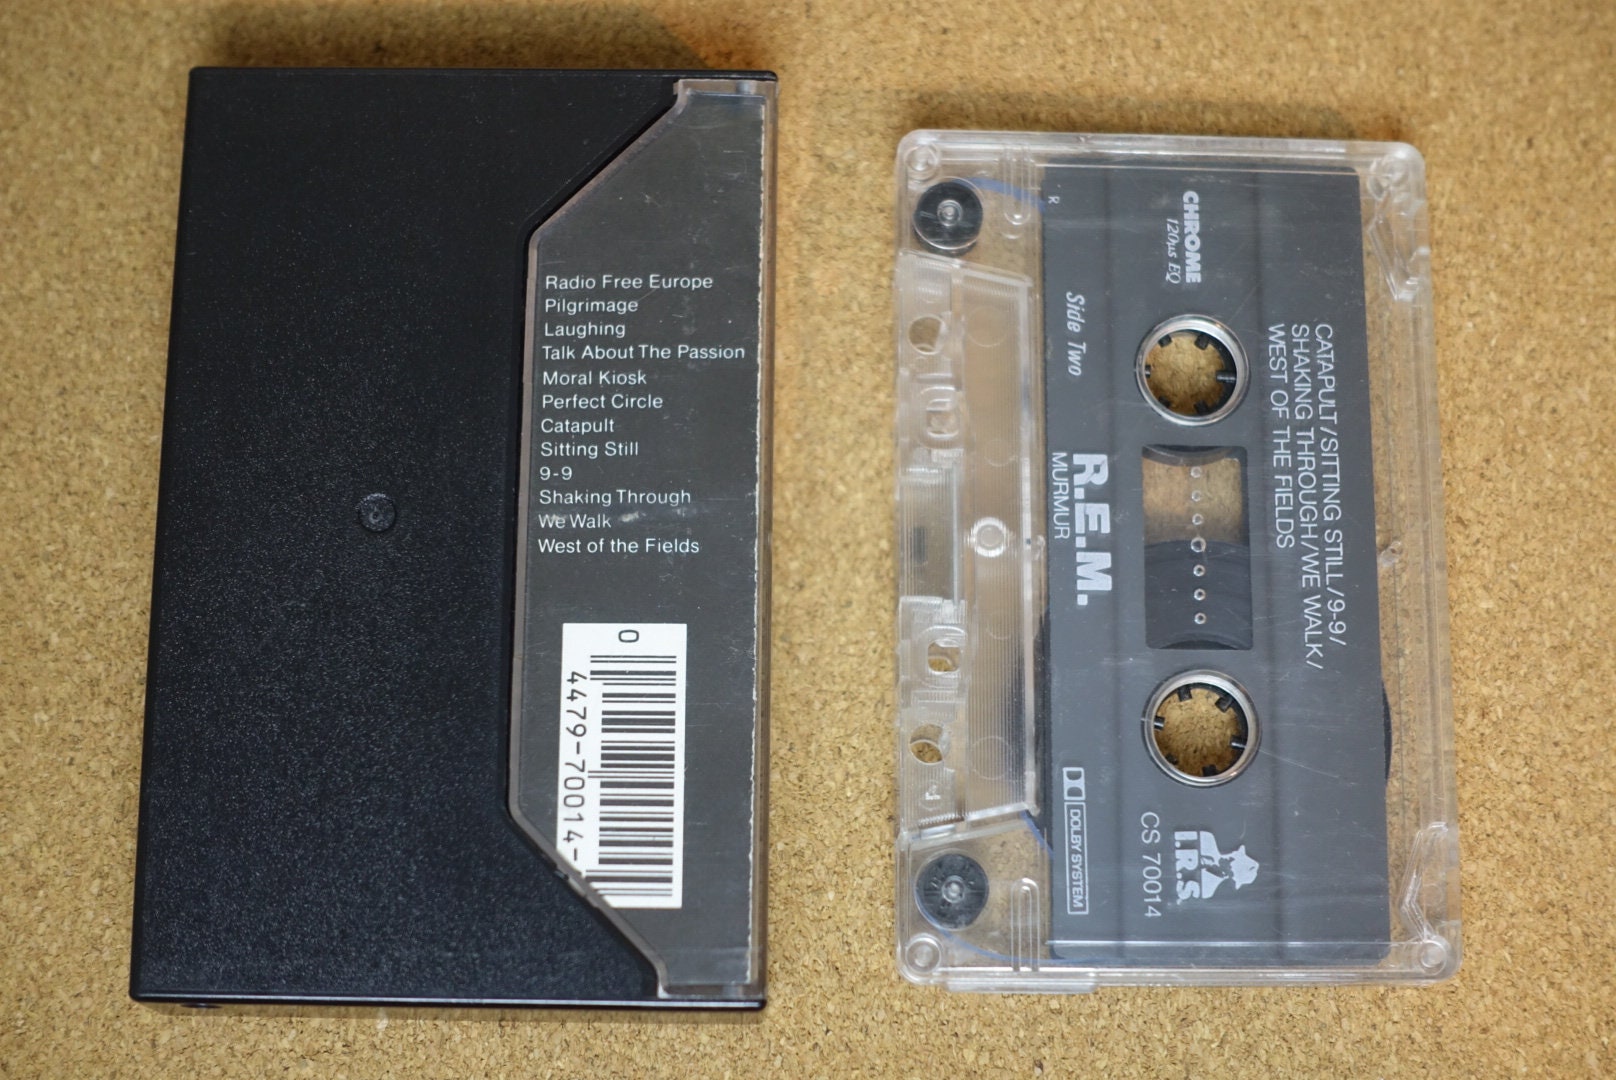 Radio Free Europe
Pilgrimage
Laughing
Talk About The Passion
Moral Kiosk
Perfect Circle
Catapult
Sitting Still
9-9
Shaking Through
We Walk
West of the Fields
0
4479-70014-
CATAPULT/SITTING STILL/9-9/
SHAKING THROUGH/WE WALK/
WEST OF THE FIELDS
CHROME
120µs EQ
I.R.S.
CS 70014
R.E.M.
MURMUR
Side Two
DOLBY SYSTEM
R
L